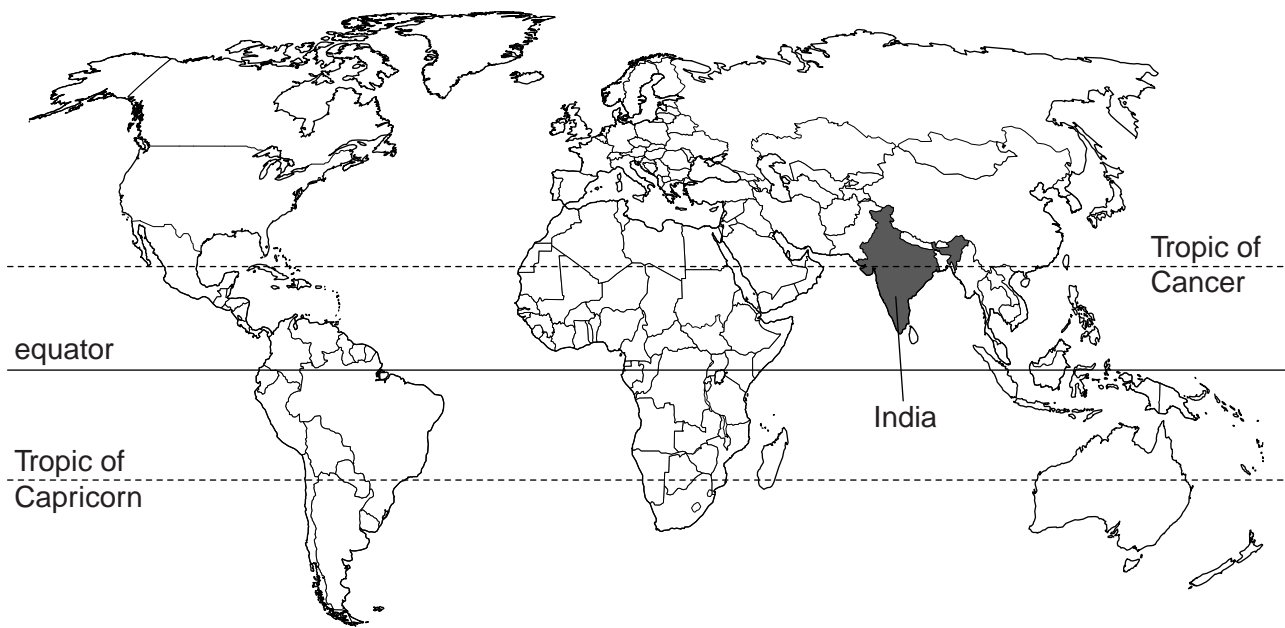 Tropic of
Cancer
equator
India
Tropic of
Capricorn